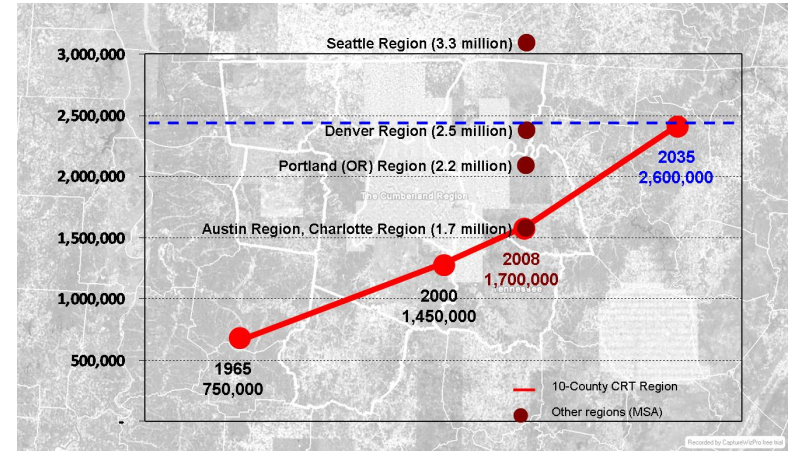 Seattle Region (3.3 million)
3,000,000
2,500,000
Denver Region (2.5 million)
2035
2,600,000
Portland (OR) Region (2.2 million)
2,000,000
The Cumberland Region
Austin Region, Charlotte Region (1.7 million)
1,500,000
2008
1,700,000
Tennessee
2000
1,450,000
1,000,000
500,000
1965
750,000
10-County CRT Region
Other regions (MSA)
-
Recorded by CaptureWizPro free trial